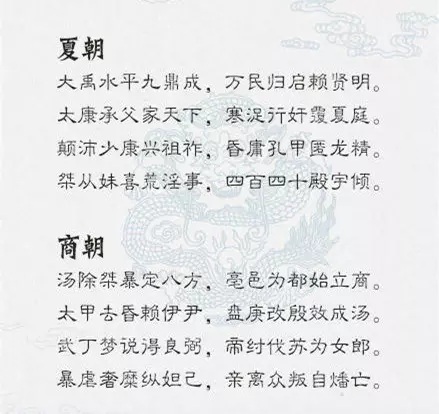 夏朝
大禹水平九鼎成，万民归启赖贤明。
太康承父家天下，寒浞行奸覆夏庭。
颠沛少康兴祖祚，昏庸孔甲匿龙精。
桀从妹喜荒淫事，四百四十殿宇倾。
商朝
汤除桀暴定八方，亳邑为都始立商。
太甲去昏赖伊尹，盘庚改殷效成汤。
武丁梦说得良弼，帝纣伐苏为女郎。
暴虐奢糜纵妲己，亲离众叛自燔亡。